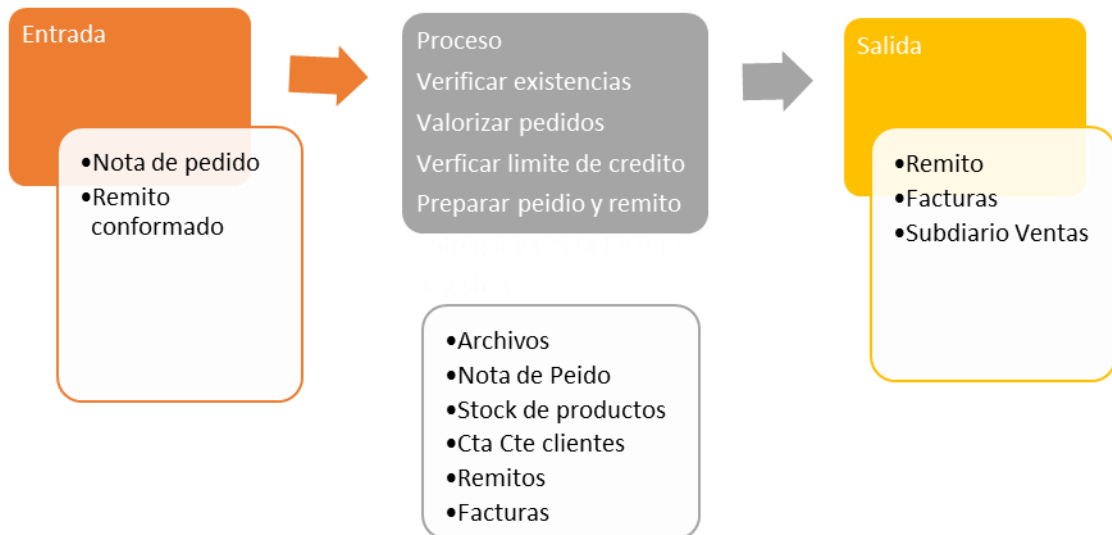 Entrada
•Nota de pedido
•Remito
conformado
Proceso
Verificar existencias
Valorizar pedidos
Verficar limite de credito
Preparar peidio y remito
•Archivos
•Nota de Peido
•Stock de productos
•Cta Cte clientes
•Remitos
•Facturas
Salida
•Remito
•Facturas
•Subdiario Ventas